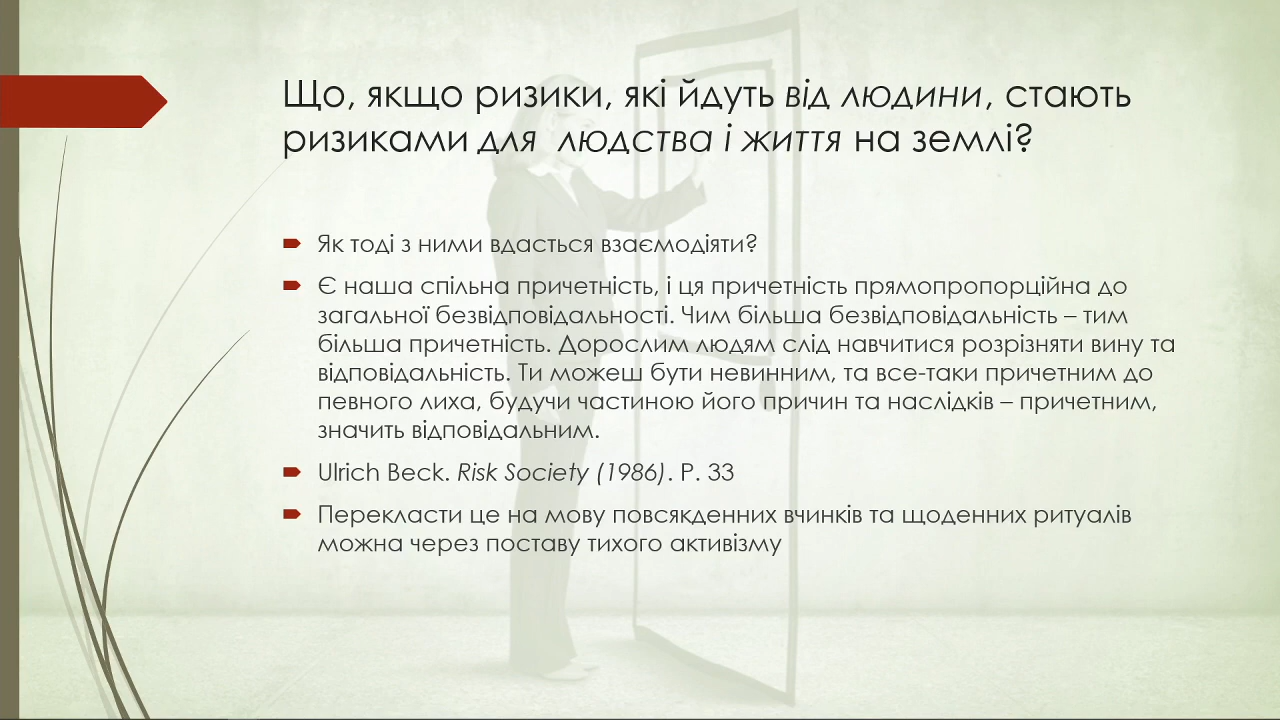 Що, якщо ризики, які йдуть від людини, стають
ризиками для людства і життя на землі?
Як тоді з ними вдасться взаємодіяти?
Є наша спільна причетність, і ця причетність прямопропорційна до
загальної безвідповідальності. Чим більша безвідповідальність – тим
більша причетність. Дорослим людям слід навчитися розрізняти вину та
відповідальність. Ти можеш бути невинним, та все-таки причетним до
певного лиха, будучи частиною його причин та наслідків – причетним,
значить відповідальним.
Ulrich Beck. Risk Society (1986). P. 33
Перекласти це на мову повсякденних вчинків та щоденних ритуалів
можна через поставу тихого активізму